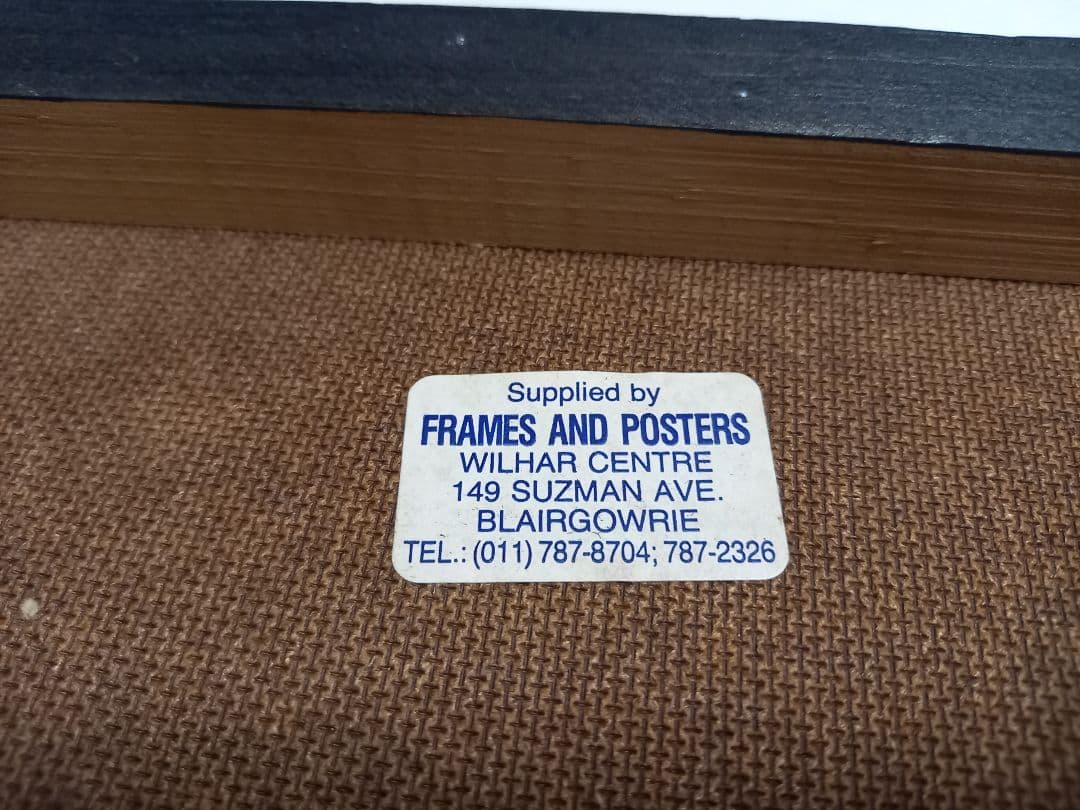 Supplied by
FRAMES AND POSTERS
WILHAR CENTRE
149 SUZMAN AVE.
BLAIRGOWRIE
TEL.: (011) 787-8704; 787-2326